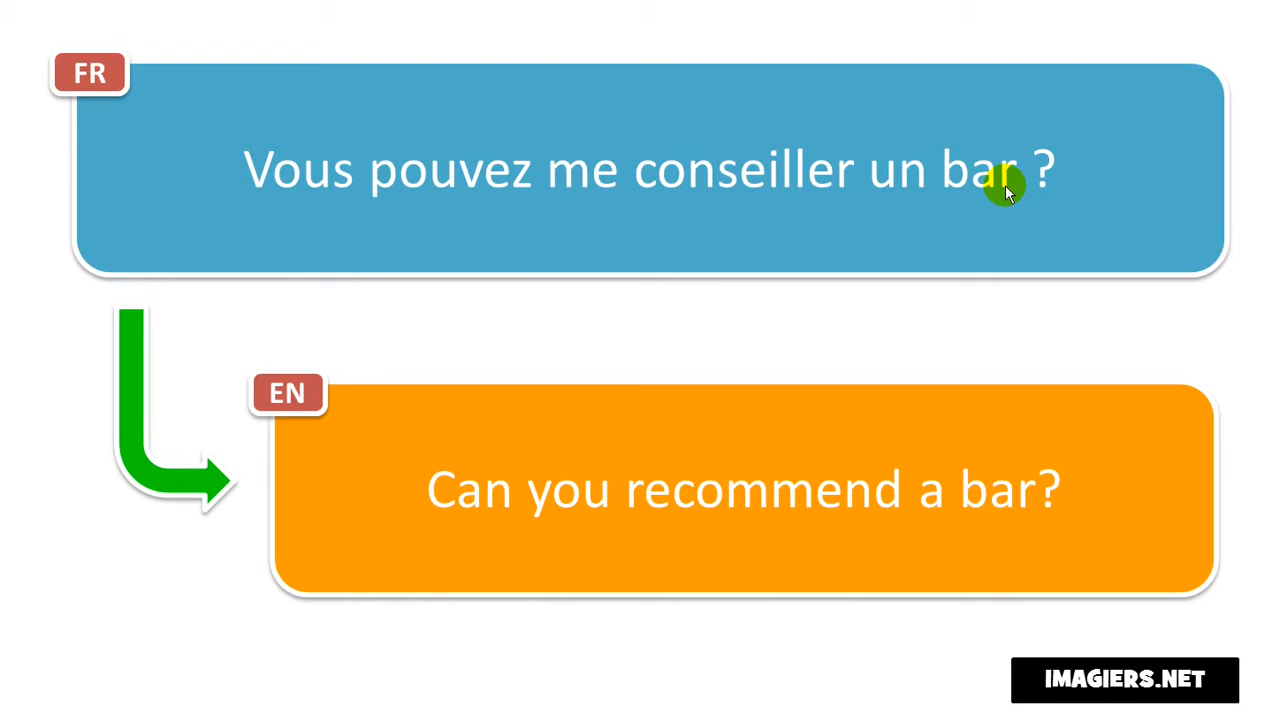 FR
Vous pouvez me conseiller un bar ?
EN
Can you recommend a bar?
IMAGIERS.NET